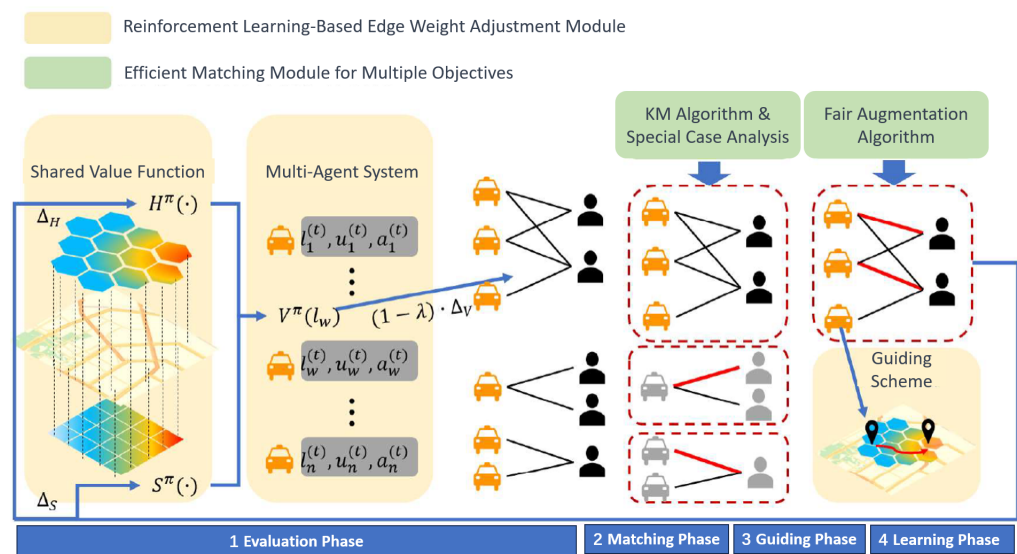 Reinforcement Learning-Based Edge Weight Adjustment Module
Efficient Matching Module for Multiple Objectives
KM Algorithm &
Special Case Analysis
Fair Augmentation
Algorithm
Shared Value Function
Multi-Agent System
Δ_H
H^π(·)
l_1^(t), u_1^(t), a_1^(t)
V^π(l_w)
(1 − λ) · Δ_V
l_w^(t), u_w^(t), a_w^(t)
Guiding
Scheme
l_n^(t), u_n^(t), a_n^(t)
Δ_S
S^π(·)
1 Evaluation Phase
2 Matching Phase
3 Guiding Phase
4 Learning Phase